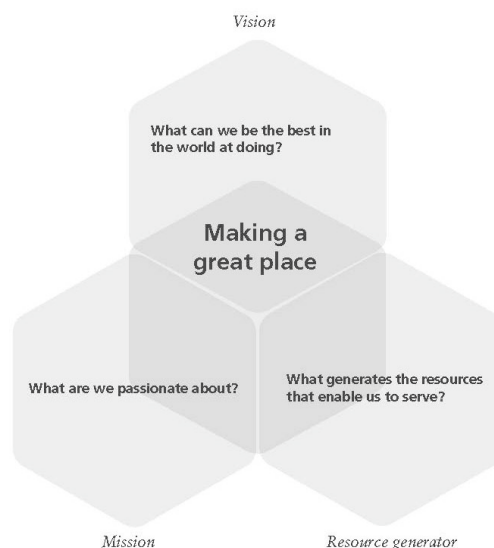 Vision
What can we be the best in
the world at doing?
Making a
great place
What are we passionate about?
What generates the resources
that enable us to serve?
Mission
Resource generator